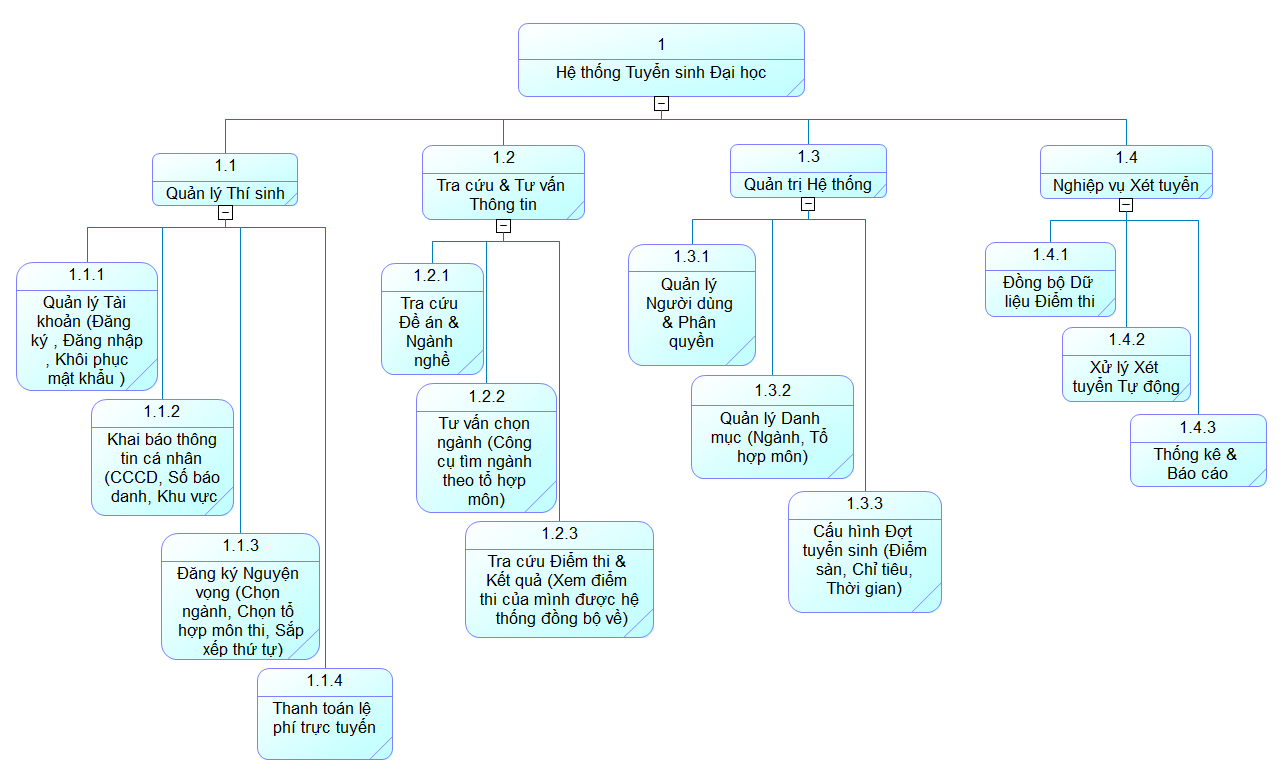 1
Hệ thống Tuyển sinh Đại học
1.1
Quản lý Thí sinh
1.2
Tra cứu & Tư vấn
Thông tin
1.3
Quản trị Hệ thống
1.4
Nghiệp vụ Xét tuyển
1.1.1
Quản lý Tài
khoản (Đăng
ký , Đăng nhập
, Khôi phục
mật khẩu )
1.1.2
Khai báo thông
tin cá nhân
(CCCD, Số báo
danh, Khu vực
1.1.3
Đăng ký Nguyện
vọng (Chọn
ngành, Chọn tổ
hợp môn thi, Sắp
xếp thứ tự)
1.1.4
Thanh toán lệ
phí trực tuyến
1.2.1
Tra cứu
Đề án &
Ngành
nghề
1.2.2
Tư vấn chọn
ngành (Công
cụ tìm ngành
theo tổ hợp
môn)
1.2.3
Tra cứu Điểm thi &
Kết quả (Xem điểm
thi của mình được hệ
thống đồng bộ về)
1.3.1
Quản lý
Người dùng
& Phân
quyền
1.3.2
Quản lý Danh
mục (Ngành, Tổ
hợp môn)
1.3.3
Cấu hình Đợt
tuyển sinh (Điểm
sàn, Chỉ tiêu,
Thời gian)
1.4.1
Đồng bộ Dữ
liệu Điểm thi
1.4.2
Xử lý Xét
tuyển Tự động
1.4.3
Thống kê &
Báo cáo